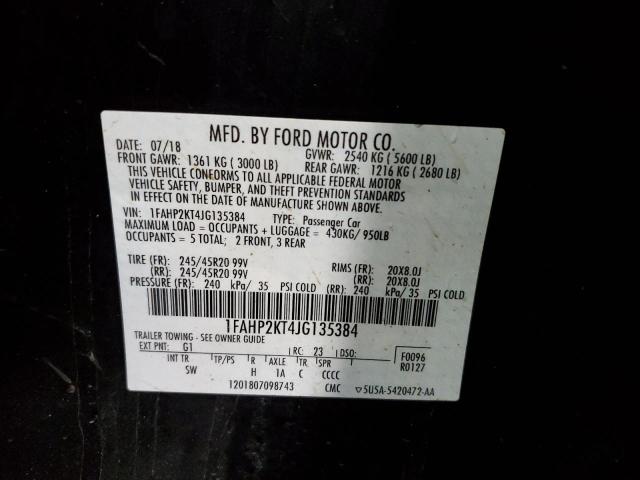 MFD. BY FORD MOTOR CO.
DATE: 07/18 GVWR: 2540 KG ( 5600 LB)
FRONT GAWR: 1361 KG ( 3000 LB) REAR GAWR: 1216 KG ( 2680 LB)
THIS VEHICLE CONFORMS TO ALL APPLICABLE FEDERAL MOTOR
VEHICLE SAFETY, BUMPER, AND THEFT PREVENTION STANDARDS
IN EFFECT ON THE DATE OF MANUFACTURE SHOWN ABOVE.
VIN: 1FAHP2KT4JG135384 TYPE: Passenger Car
MAXIMUM LOAD = OCCUPANTS + LUGGAGE = 430KG/ 950LB
OCCUPANTS = 5 TOTAL; 2 FRONT, 3 REAR
TIRE (FR): 245/45R20 99V RIMS (FR): 20X8.0J
(RR): 245/45R20 99V (RR): 20X8.0J
PRESSURE (FR): 240 kPa/ 35 PSI COLD (RR): 240 kPa/ 35 PSI COLD
1FAHP2KT4JG135384
TRAILER TOWING - SEE OWNER GUIDE
EXT PNT: G1 RC: 23 DSO: F0096
INT TR TP/PS R AXLE TR SPR R0127
SW H 1A C CCCC
1201807098743 CMC ▽5U5A-5420472-AA